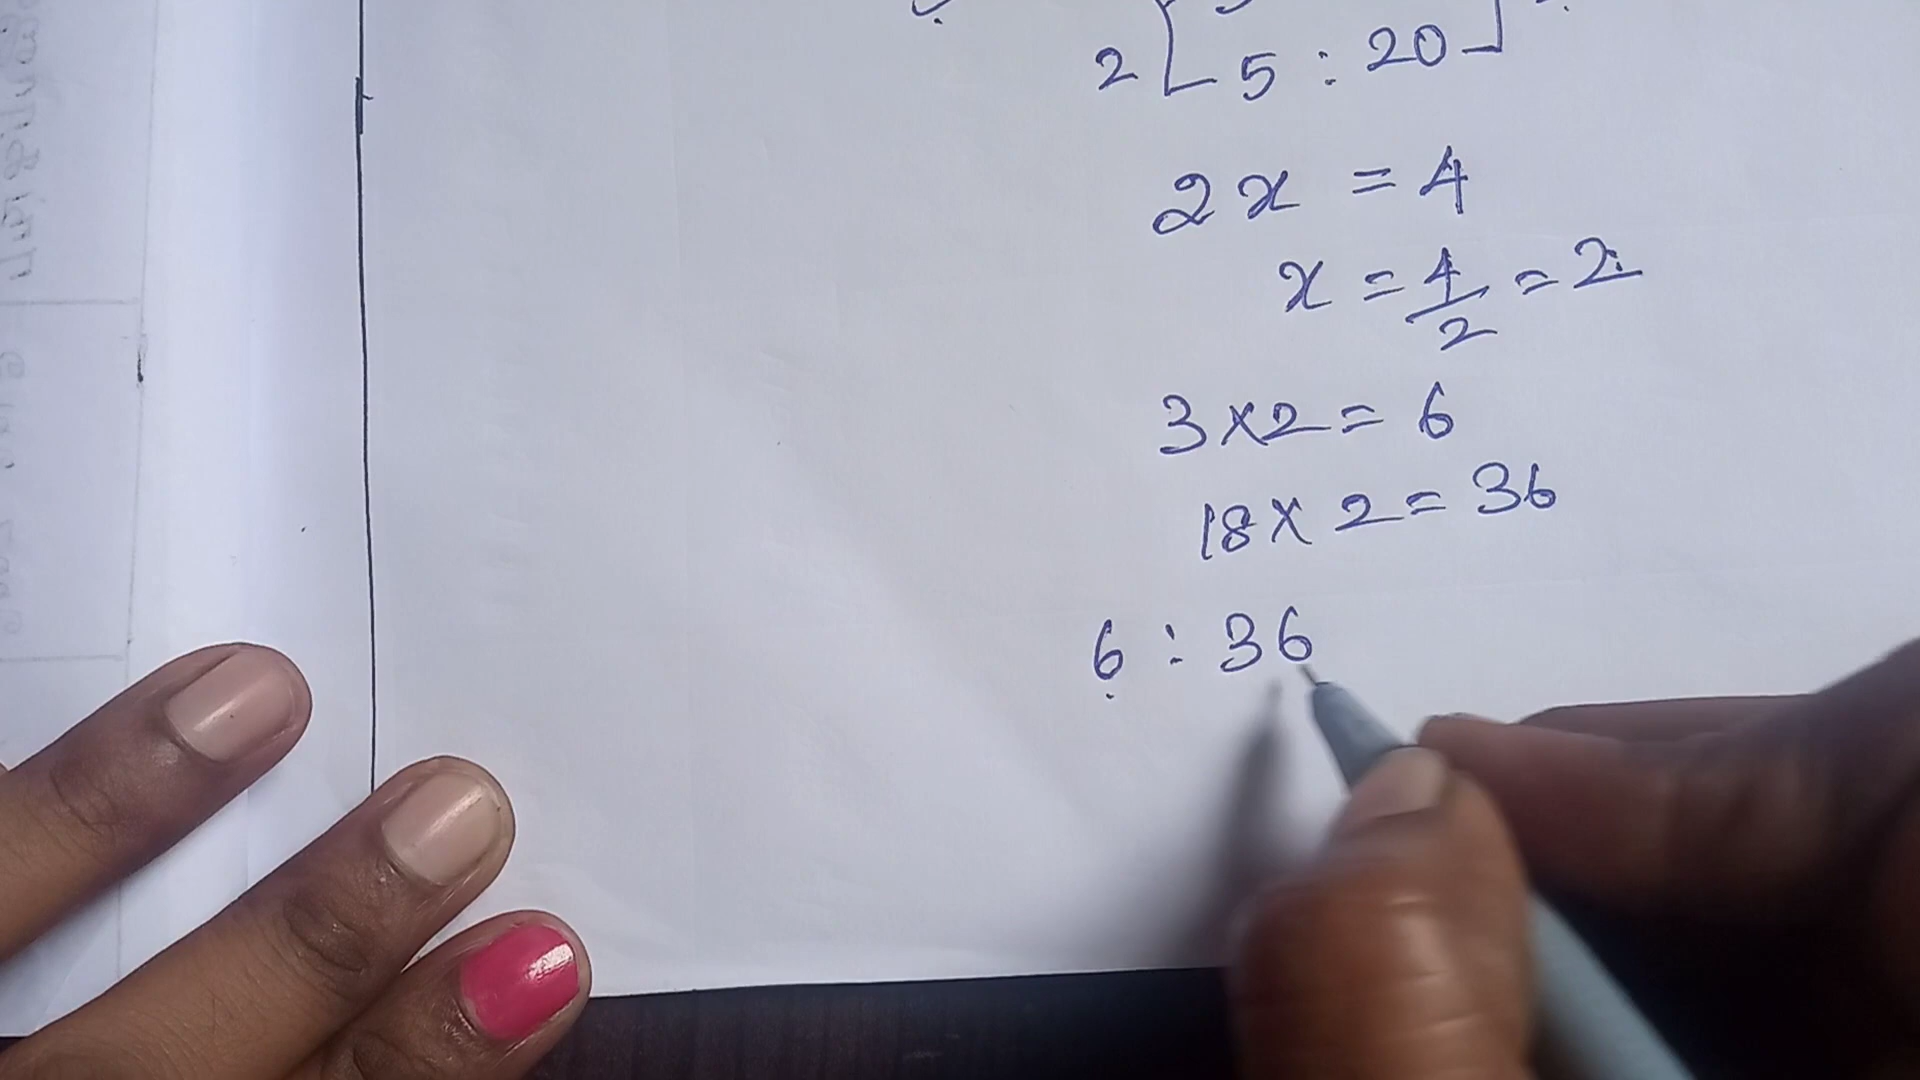 2 [ 5 : 20 ]
2x = 4
x = 4/2 = 2
3 × 2 = 6
18 × 2 = 36
6 : 36